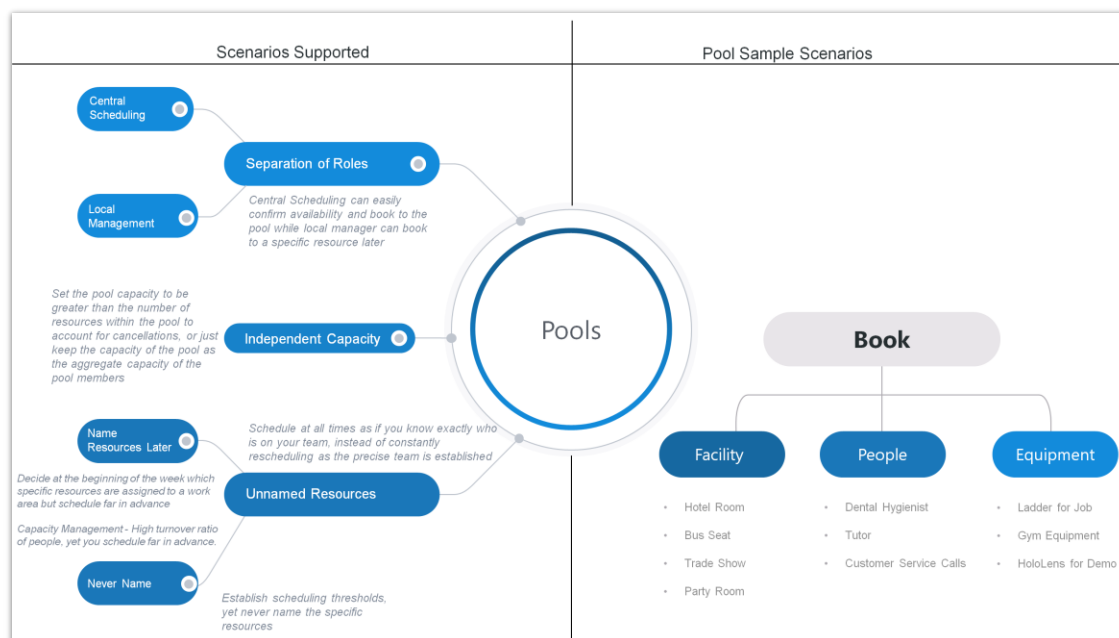 Scenarios Supported
Pool Sample Scenarios
Central
Scheduling
Separation of Roles
Local
Management
Central Scheduling can easily
confirm availability and book to the
pool while local manager can book
to a specific resource later
Set the pool capacity to be
greater than the number of
resources within the pool to
account for cancellations, or just
keep the capacity of the pool as
the aggregate capacity of the
pool members
Independent Capacity
Pools
Name
Resources Later
Schedule at all times as if you know exactly who
is on your team, instead of constantly
rescheduling as the precise team is established
Decide at the beginning of the week which
specific resources are assigned to a work
area but schedule far in advance
Unnamed Resources
Capacity Management - High turnover ratio
of people, yet you schedule far in advance.
Never Name
Establish scheduling thresholds,
yet never name the specific
resources
Book
Facility
People
Equipment
• Hotel Room
• Bus Seat
• Trade Show
• Party Room
• Dental Hygienist
• Tutor
• Customer Service Calls
• Ladder for Job
• Gym Equipment
• HoloLens for Demo